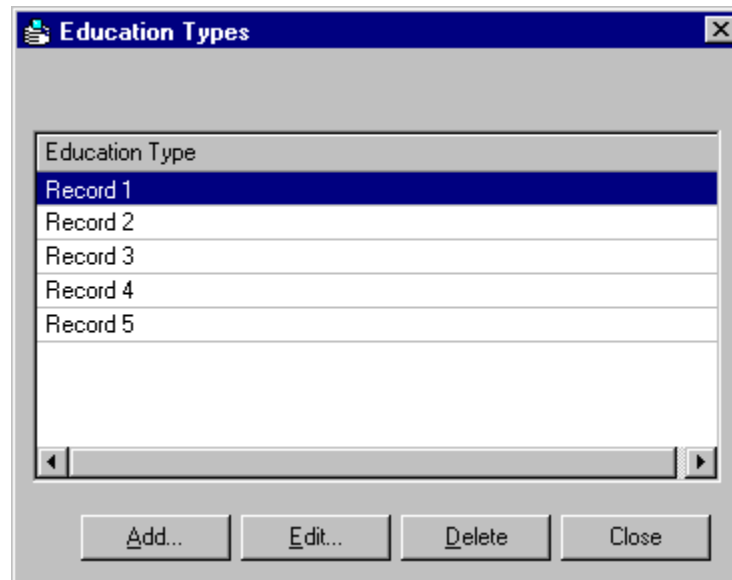 Education Types
Education Type
Record 1
Record 2
Record 3
Record 4
Record 5
Add... Edit... Delete Close